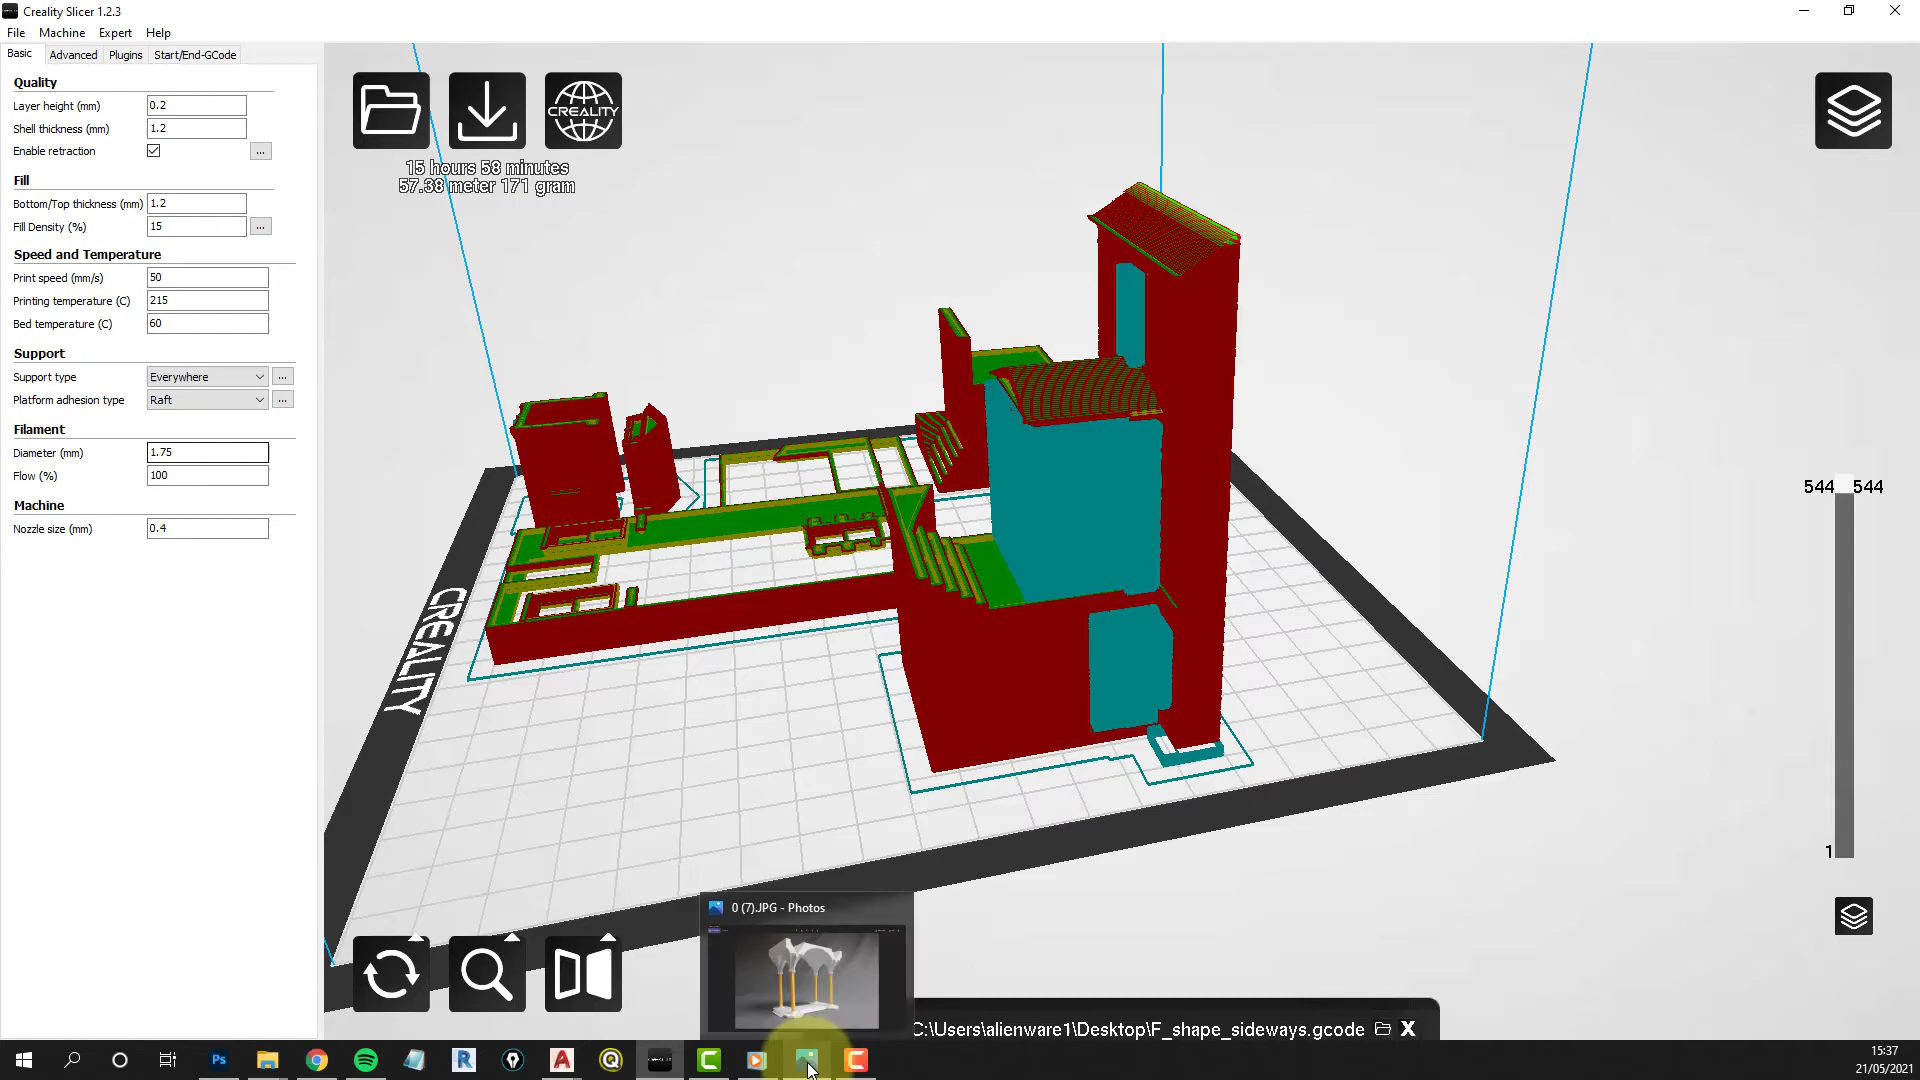 Creality Slicer 1.2.3
File Machine Expert Help
Basic Advanced Plugins Start/End-GCode
Quality
Layer height (mm) 0.2
Shell thickness (mm) 1.2
Enable retraction ...
Fill
Bottom/Top thickness (mm) 1.2
Fill Density (%) 15 ...
Speed and Temperature
Print speed (mm/s) 50
Printing temperature (C) 215
Bed temperature (C) 60
Support
Support type Everywhere ...
Platform adhesion type Raft ...
Filament
Diameter (mm) 1.75
Flow (%) 100
Machine
Nozzle size (mm) 0.4
CREALITY
15 hours 58 minutes
57.38 meter 171 gram
544 544
1
CREALITY
0 (7).JPG - Photos
C:\Users\alienware1\Desktop\F_shape_sideways.gcode X
Ps R A Q C C
15:37
21/05/2021